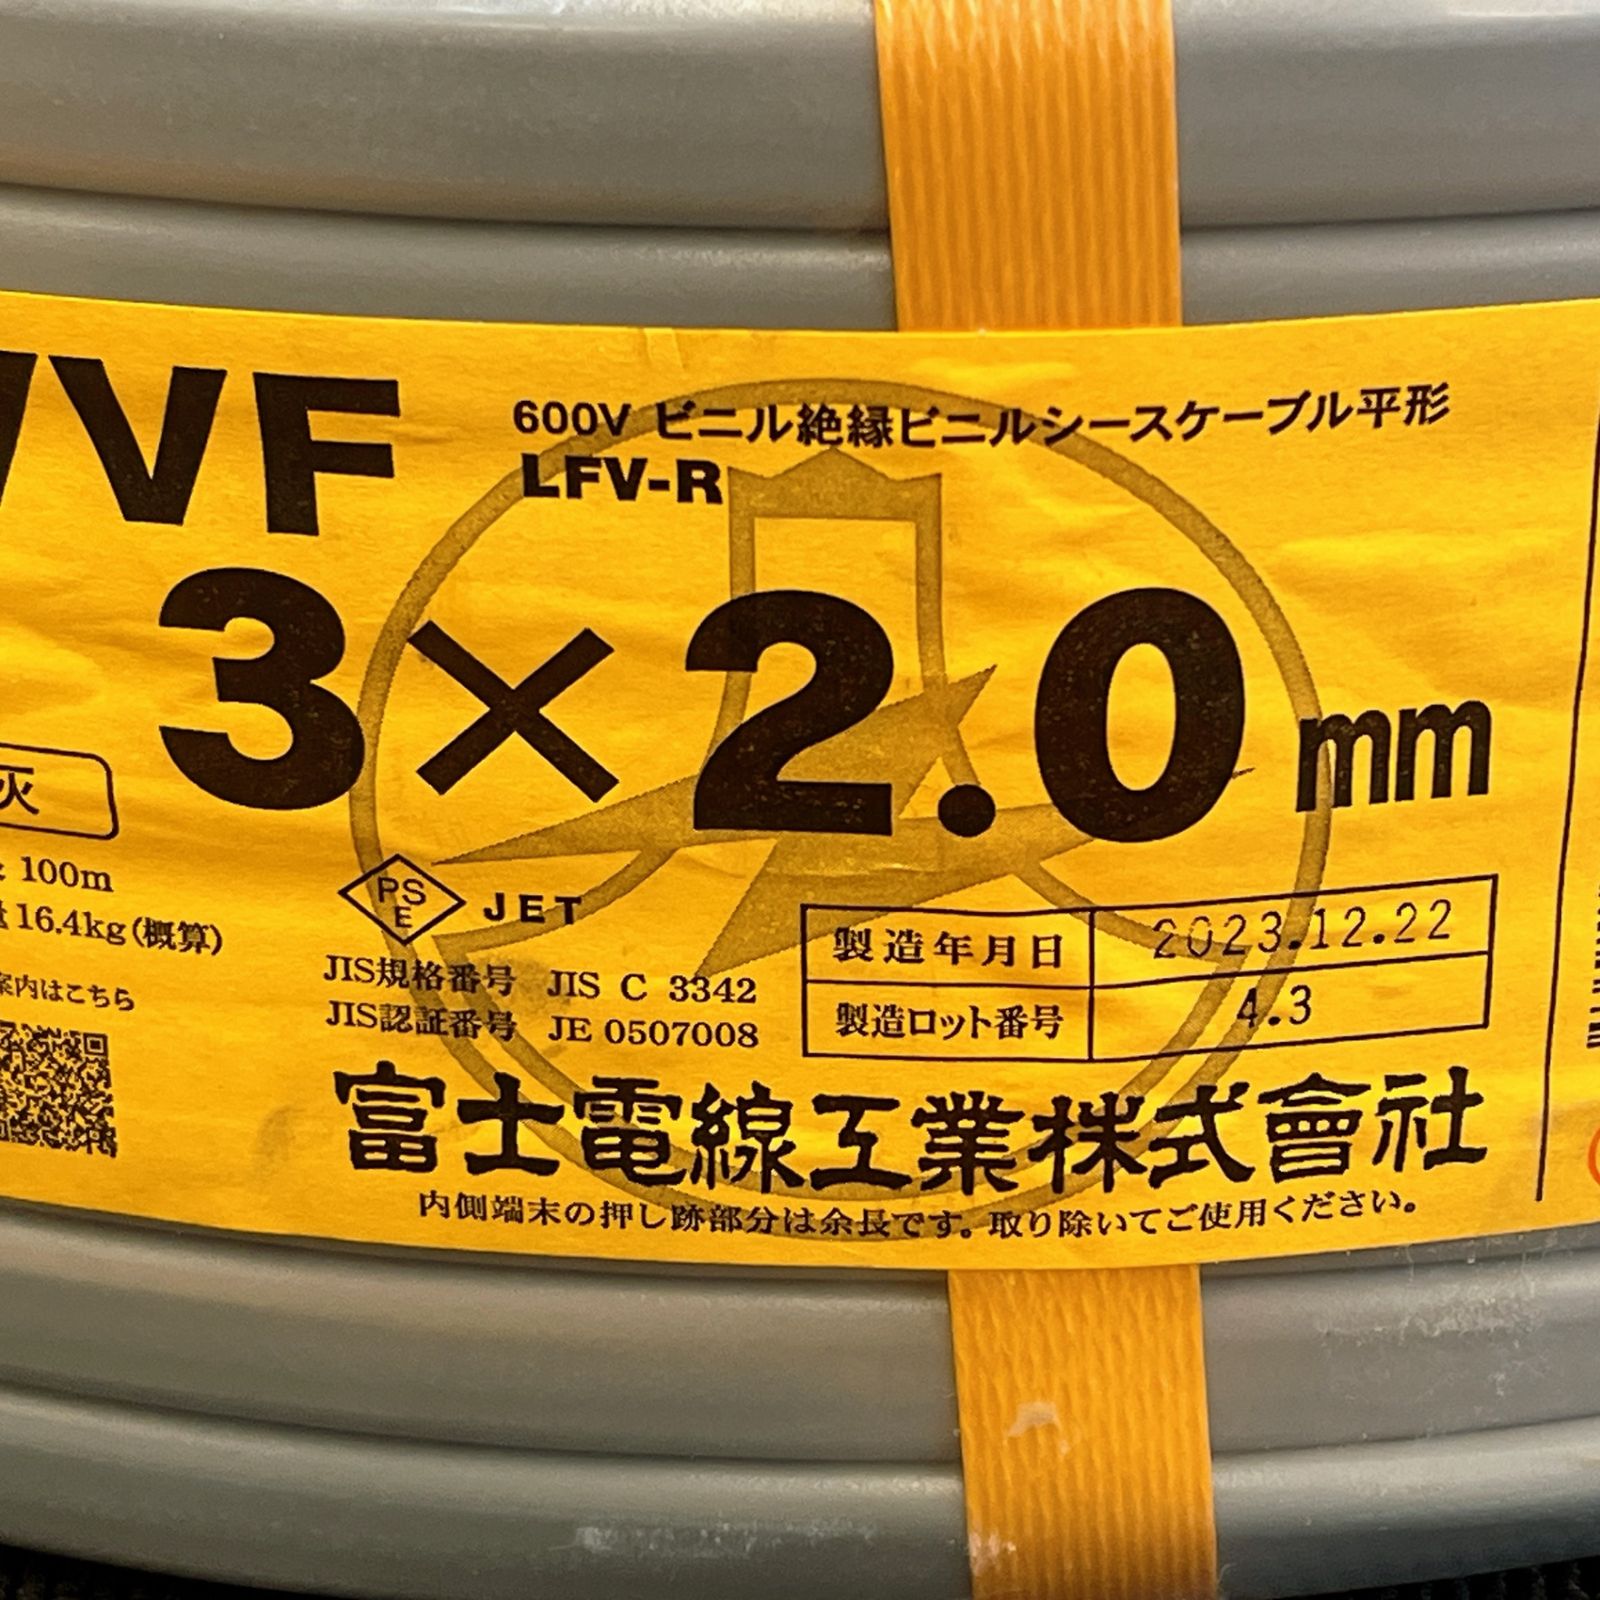 VVF
600V ビニル絶縁ビニルシースケーブル平形
LFV-R
3×2.0mm
灰
100m
16.4kg(概算)
案内はこちら
PS
E
JET
JIS規格番号 JIS C 3342
JIS認証番号 JE 0507008
製造年月日 2023.12.22
製造ロット番号 4.3
富士電線工業株式會社
内側端末の押し跡部分は余長です。取り除いてご使用ください。